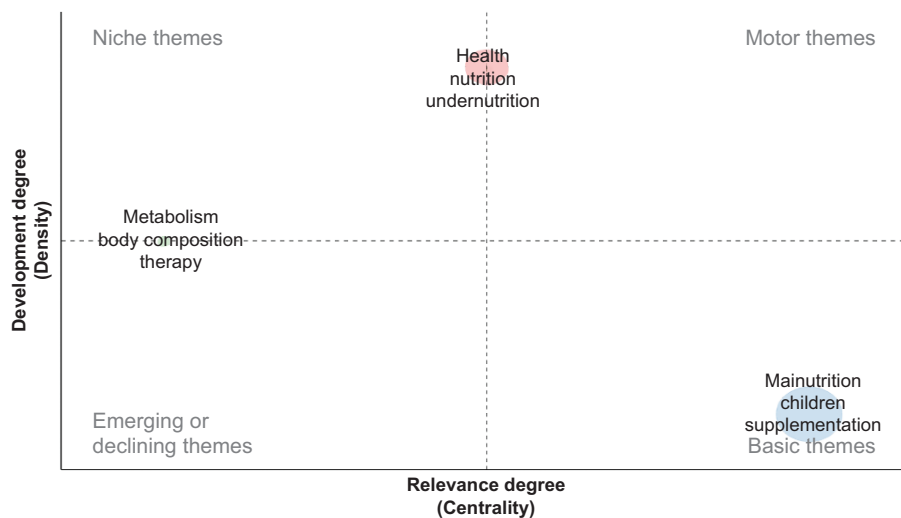 Niche themes
Motor themes
Health
nutrition
undernutrition
Development degree
(Density)
Metabolism
body composition
therapy
Mainutrition
children
supplementation
Emerging or
declining themes
Basic themes
Relevance degree
(Centrality)